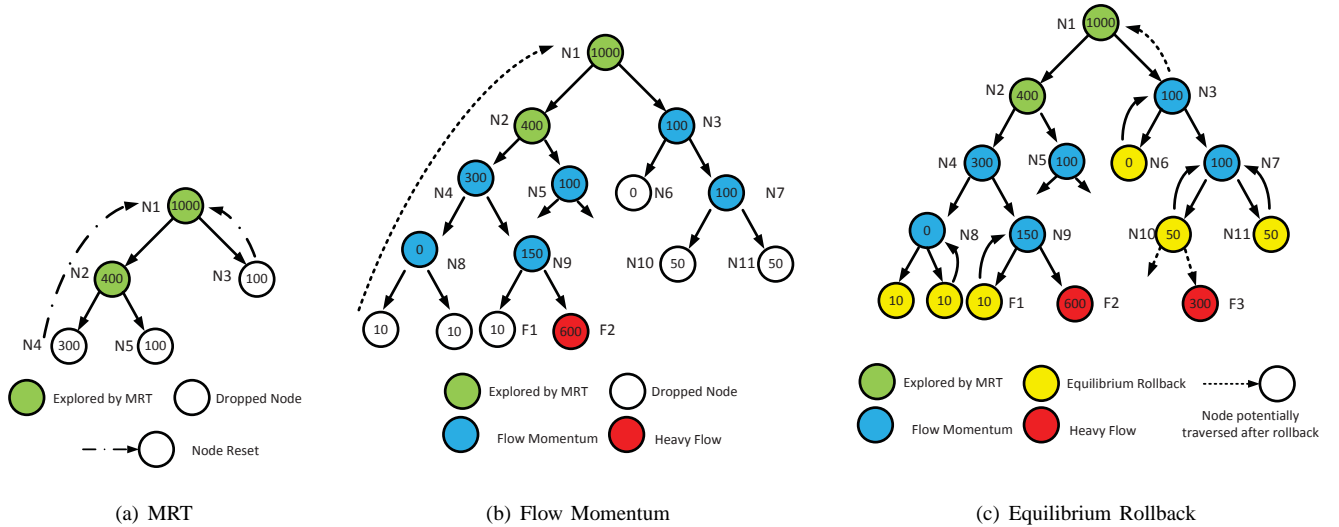 N1
1000
N2
400
N3
100
N4
300
N5
100
Explored by MRT
Dropped Node
Node Reset
(a) MRT
N1
1000
N2
400
100
N3
N4
300
N5
100
0
N6
100
N7
0
N8
150
N9
N10
50
N11
50
10
10
10
F1
600
F2
Explored by MRT
Dropped Node
Flow Momentum
Heavy Flow
(b) Flow Momentum
N1
1000
N2
400
100
N3
N4
300
N5
100
0
N6
100
N7
0
N8
150
N9
N10
50
N11
50
10
10
10
F1
600
F2
300
F3
Explored by MRT
Equilibrium Rollback
Flow Momentum
Heavy Flow
Node potentially
traversed after rollback
(c) Equilibrium Rollback